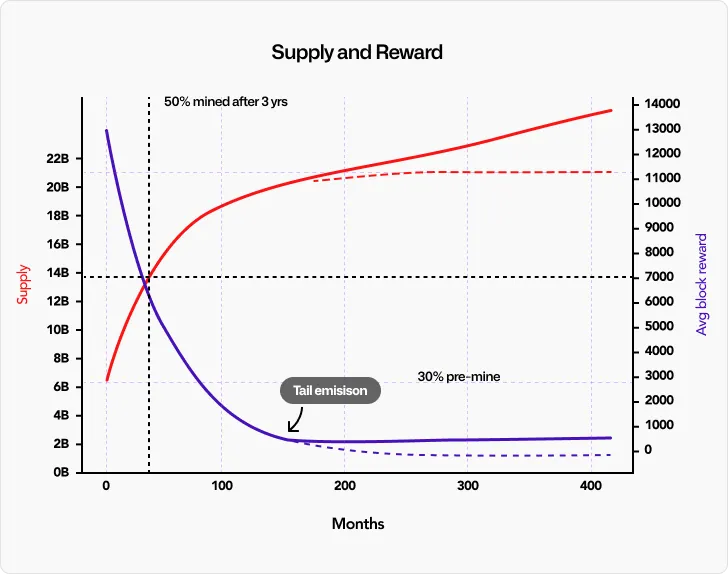 Supply and Reward
50% mined after 3 yrs
22B
20B
18B
16B
14B
12B
10B
8B
6B
4B
2B
0B
Supply
14000
13000
12000
11000
10000
9000
8000
7000
6000
5000
4000
3000
2000
1000
0
Avg block reward
30% pre-mine
Tail emisison
0
100
200
300
400
Months